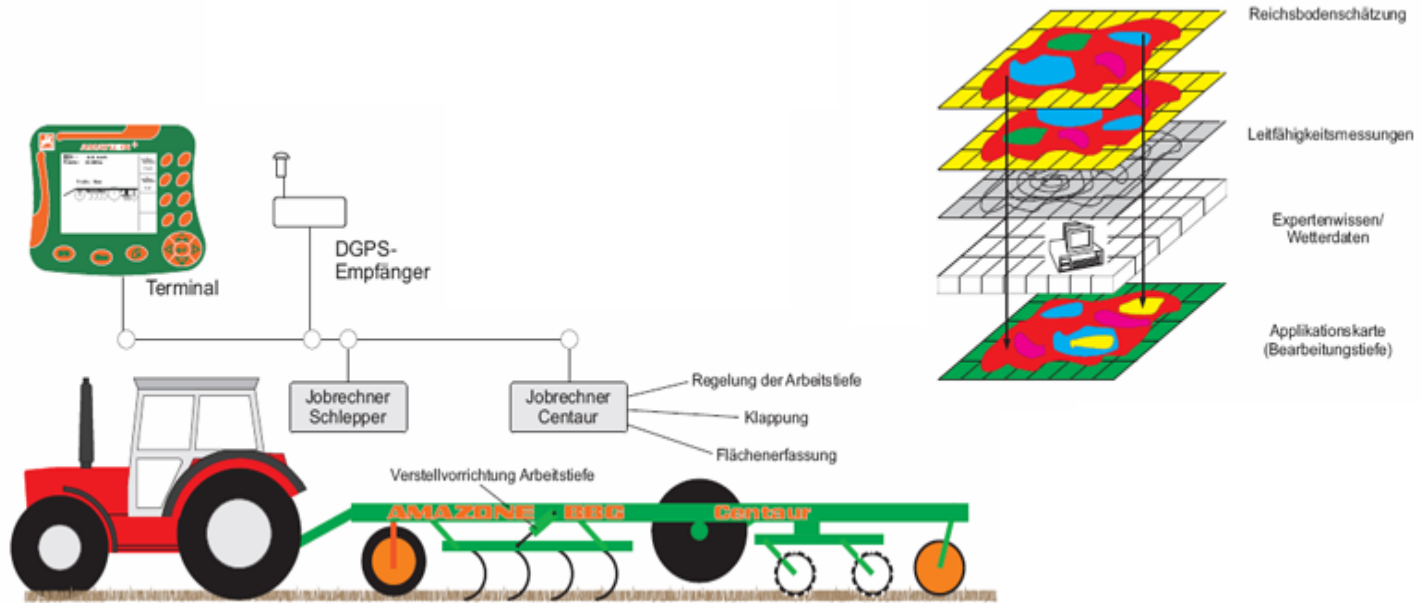 Reichsbodenschätzung
Leitfähigkeitsmessungen
Expertenwissen/
Wetterdaten
Applikationskarte
(Bearbeitungstiefe)
Terminal
DGPS-
Empfänger
Jobrechner
Schlepper
Jobrechner
Centaur
Regelung der Arbeitstiefe
Klappung
Flächenerfassung
Verstellvorrichtung Arbeitstiefe
AMAZONE BBG Centaur